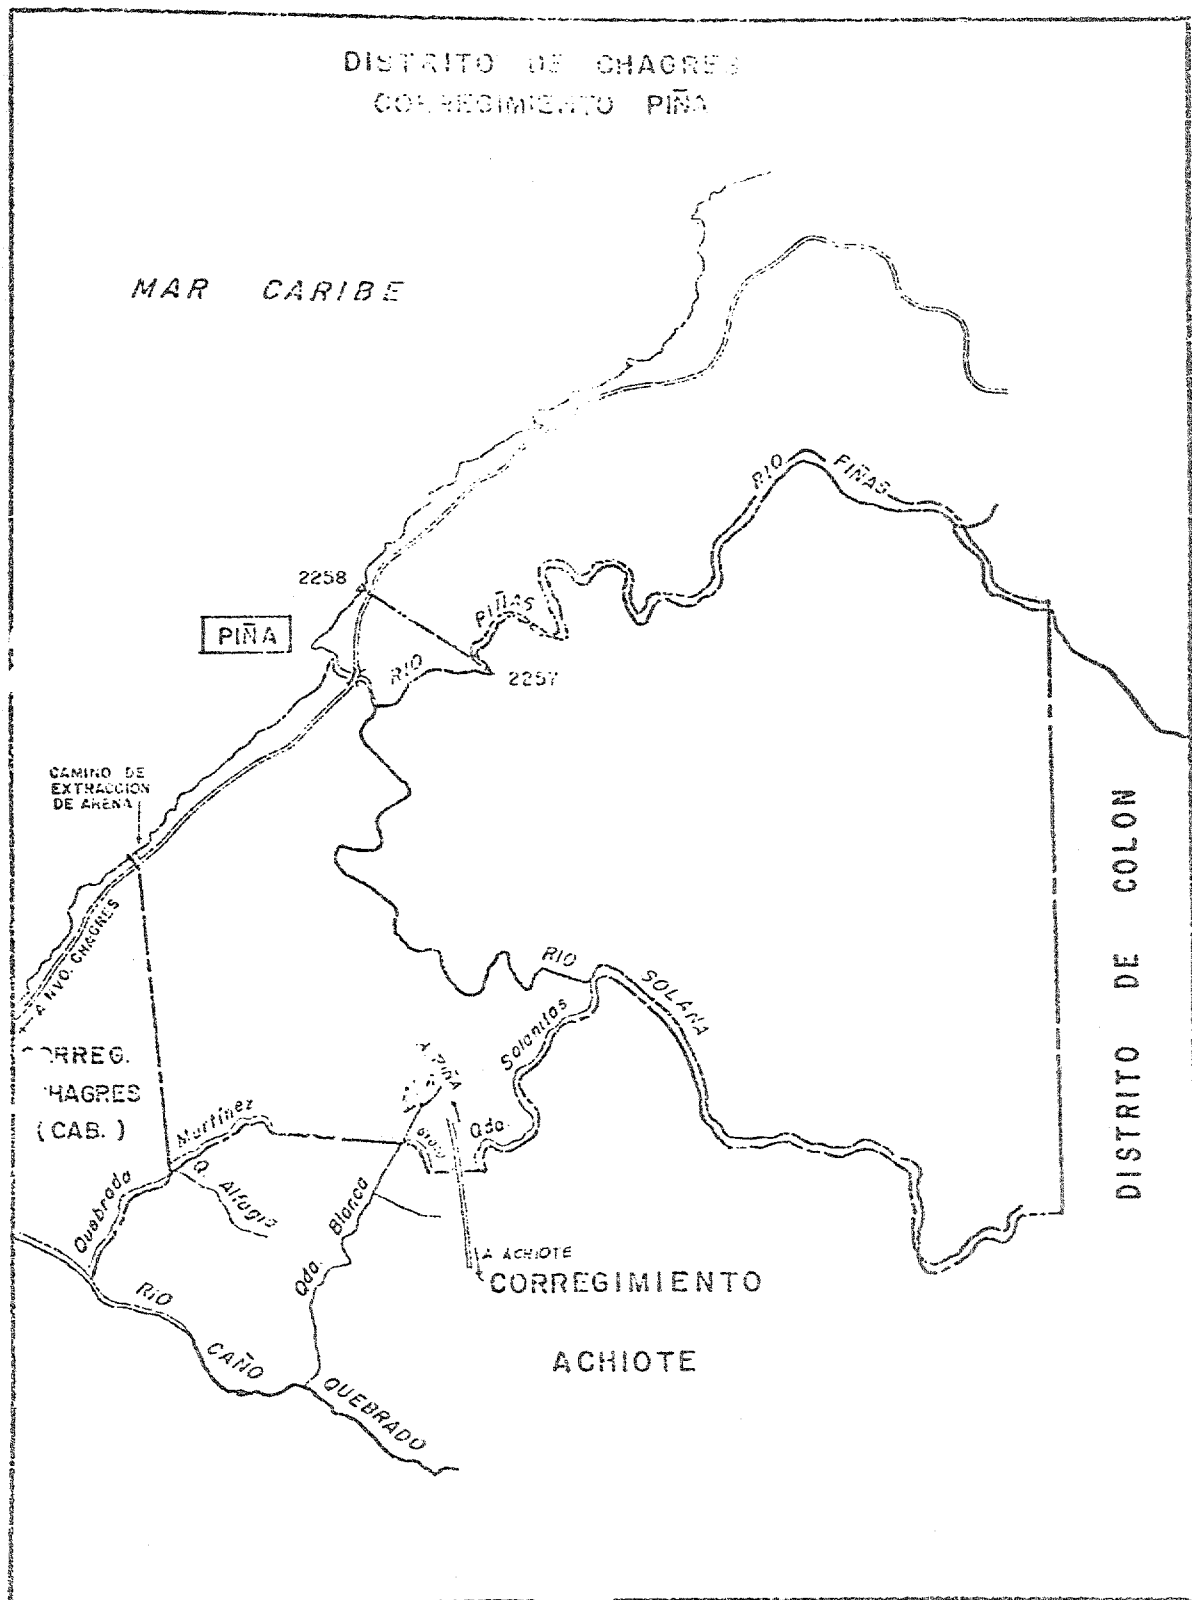 DISTRITO DE CHAGRES
CORREGIMIENTO PIÑA
MAR CARIBE
RIO PIÑAS
2258
PIÑAS
PIÑA
RIO
2257
CAMINO DE
EXTRACCION
DE ARENA
DISTRITO DE COLON
A NVO. CHAGRES
RIO
SOLANA
Solanitas
Qda.
CORREG.
CHAGRES
(CAB.)
A PIÑA
Martínez
Quebrada
Q. Alfagia
Blanca
Qda.
A ACHIOTE
CORREGIMIENTO
ACHIOTE
RIO
CAÑO
QUEBRADO